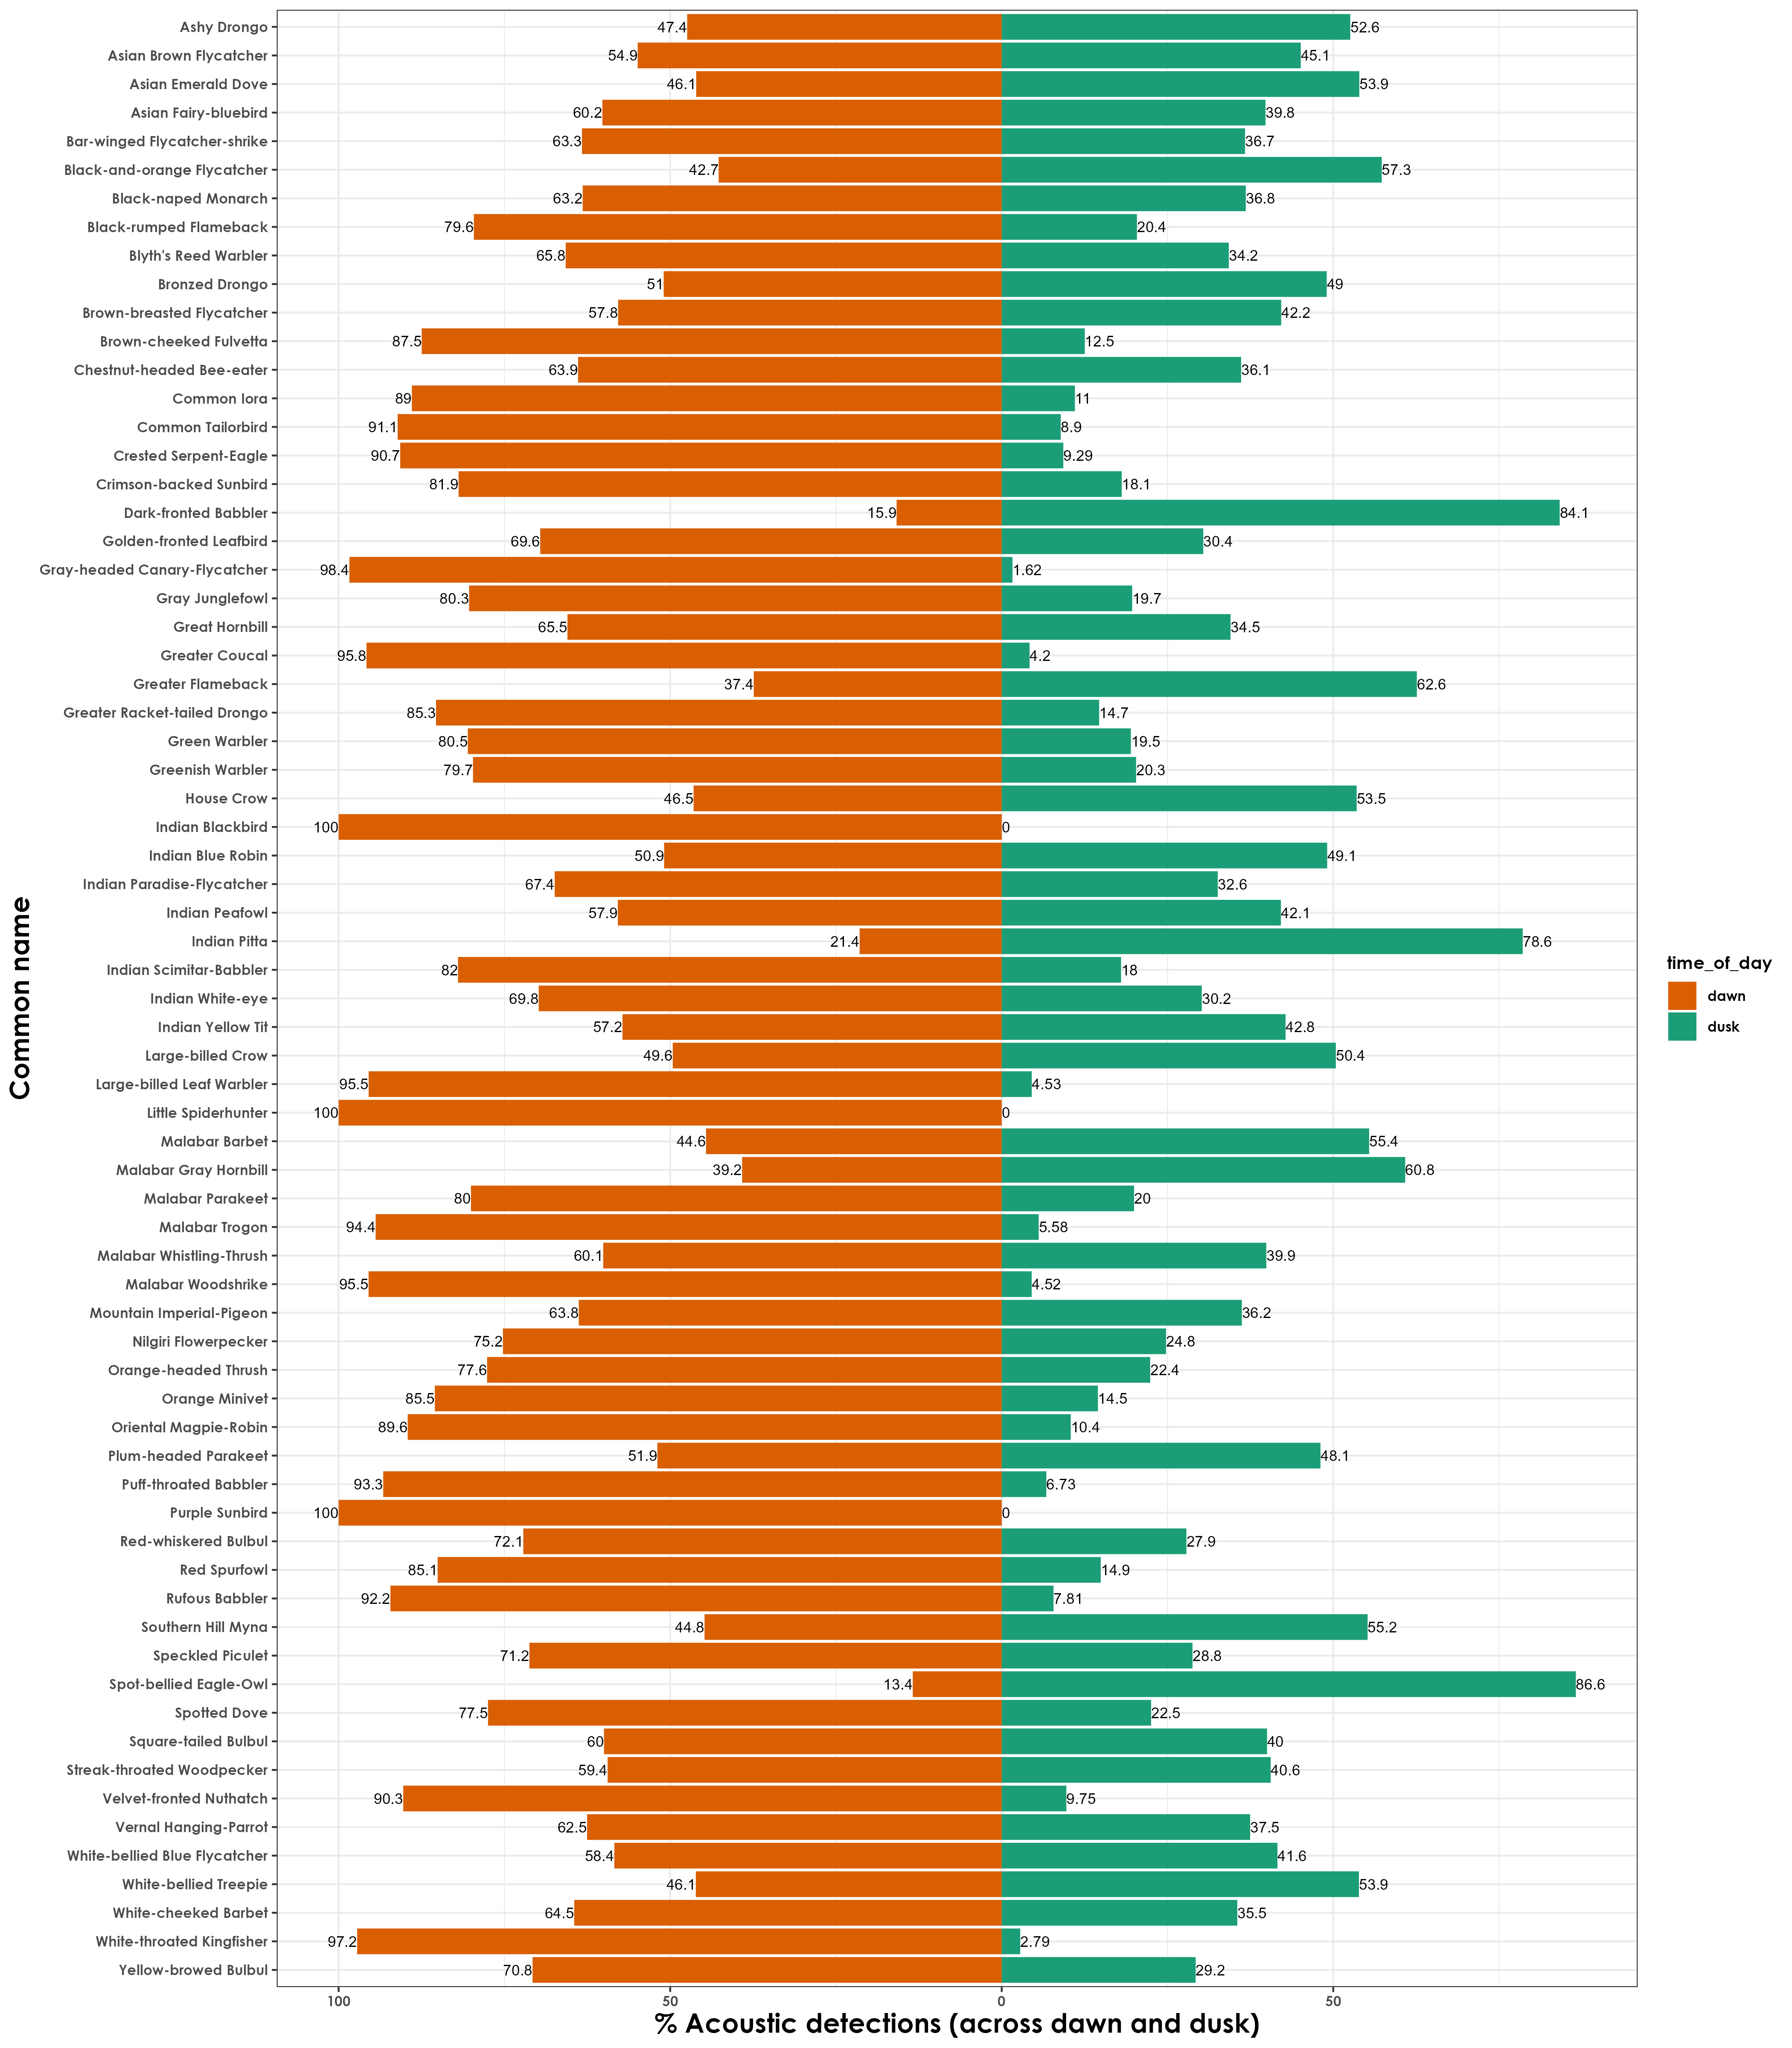 Ashy Drongo 47.4 52.6
Asian Brown Flycatcher 54.9 45.1
Asian Emerald Dove 46.1 53.9
Asian Fairy-bluebird 60.2 39.8
Bar-winged Flycatcher-shrike 63.3 36.7
Black-and-orange Flycatcher 42.7 57.3
Black-naped Monarch 63.2 36.8
Black-rumped Flameback 79.6 20.4
Blyth's Reed Warbler 65.8 34.2
Bronzed Drongo 51 49
Brown-breasted Flycatcher 57.8 42.2
Brown-cheeked Fulvetta 87.5 12.5
Chestnut-headed Bee-eater 63.9 36.1
Common Iora 89 11
Common Tailorbird 91.1 8.9
Crested Serpent-Eagle 90.7 9.29
Crimson-backed Sunbird 81.9 18.1
Dark-fronted Babbler 15.9 84.1
Golden-fronted Leafbird 69.6 30.4
Gray-headed Canary-Flycatcher 98.4 1.62
Gray Junglefowl 80.3 19.7
Great Hornbill 65.5 34.5
Greater Coucal 95.8 4.2
Greater Flameback 37.4 62.6
Greater Racket-tailed Drongo 85.3 14.7
Green Warbler 80.5 19.5
Greenish Warbler 79.7 20.3
House Crow 46.5 53.5
Indian Blackbird 100 0
Indian Blue Robin 50.9 49.1
Indian Paradise-Flycatcher 67.4 32.6
Indian Peafowl 57.9 42.1
Indian Pitta 21.4 78.6
Indian Scimitar-Babbler 82 18
Indian White-eye 69.8 30.2
Indian Yellow Tit 57.2 42.8
Large-billed Crow 49.6 50.4
Large-billed Leaf Warbler 95.5 4.53
Little Spiderhunter 100 0
Malabar Barbet 44.6 55.4
Malabar Gray Hornbill 39.2 60.8
Malabar Parakeet 80 20
Malabar Trogon 94.4 5.58
Malabar Whistling-Thrush 60.1 39.9
Malabar Woodshrike 95.5 4.52
Mountain Imperial-Pigeon 63.8 36.2
Nilgiri Flowerpecker 75.2 24.8
Orange-headed Thrush 77.6 22.4
Orange Minivet 85.5 14.5
Oriental Magpie-Robin 89.6 10.4
Plum-headed Parakeet 51.9 48.1
Puff-throated Babbler 93.3 6.73
Purple Sunbird 100 0
Red-whiskered Bulbul 72.1 27.9
Red Spurfowl 85.1 14.9
Rufous Babbler 92.2 7.81
Southern Hill Myna 44.8 55.2
Speckled Piculet 71.2 28.8
Spot-bellied Eagle-Owl 13.4 86.6
Spotted Dove 77.5 22.5
Square-tailed Bulbul 60 40
Streak-throated Woodpecker 59.4 40.6
Velvet-fronted Nuthatch 90.3 9.75
Vernal Hanging-Parrot 62.5 37.5
White-bellied Blue Flycatcher 58.4 41.6
White-bellied Treepie 46.1 53.9
White-cheeked Barbet 64.5 35.5
White-throated Kingfisher 97.2 2.79
Yellow-browed Bulbul 70.8 29.2
100 50 0 50
% Acoustic detections (across dawn and dusk)
Common name
time_of_day
dawn
dusk